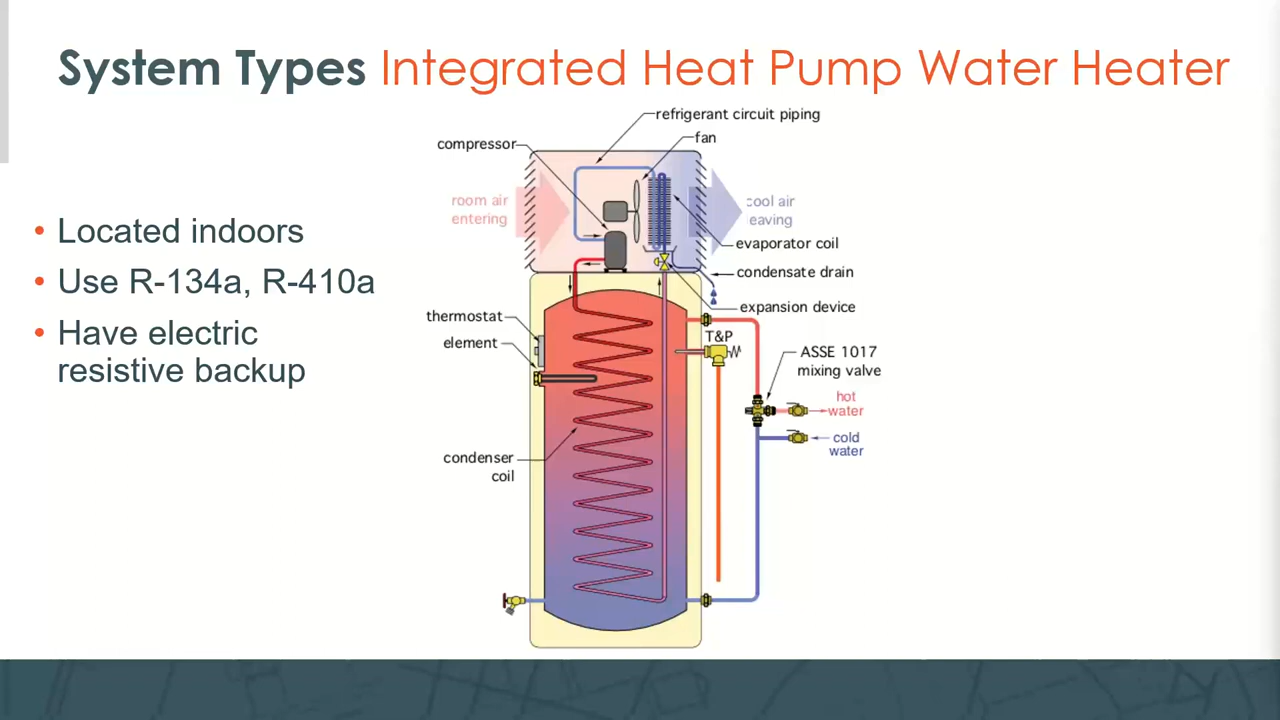 System Types Integrated Heat Pump Water Heater
• Located indoors
• Use R-134a, R-410a
• Have electric
resistive backup
refrigerant circuit piping
fan
compressor
room air
entering
cool air
leaving
evaporator coil
condensate drain
expansion device
thermostat
element
T&P
ASSE 1017
mixing valve
hot
water
cold
water
condenser
coil